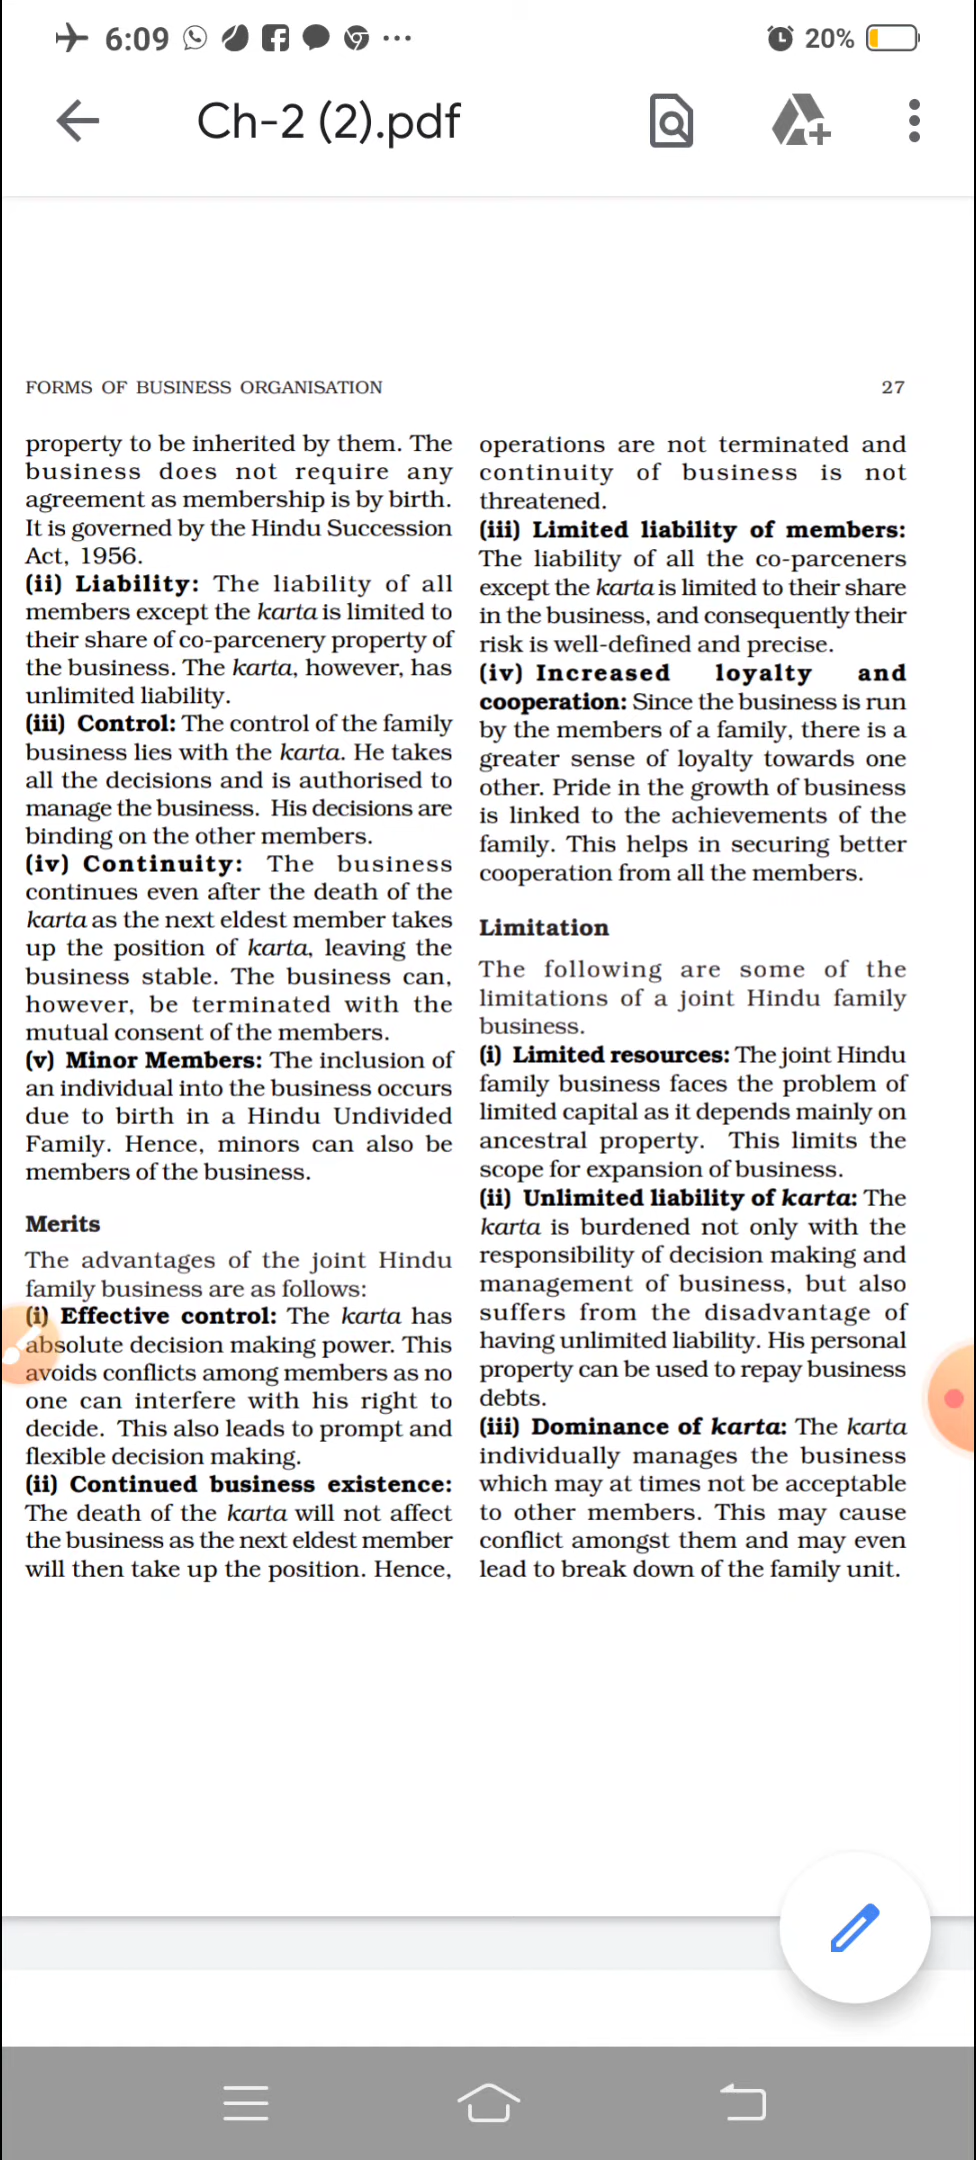 6:09
20%
Ch-2 (2).pdf
FORMS OF BUSINESS ORGANISATION
27
property to be inherited by them. The
business does not require any
agreement as membership is by birth.
It is governed by the Hindu Succession
Act, 1956.
(ii) Liability: The liability of all
members except the karta is limited to
their share of co-parcenery property of
the business. The karta, however, has
unlimited liability.
(iii) Control: The control of the family
business lies with the karta. He takes
all the decisions and is authorised to
manage the business. His decisions are
binding on the other members.
(iv) Continuity: The business
continues even after the death of the
karta as the next eldest member takes
up the position of karta, leaving the
business stable. The business can,
however, be terminated with the
mutual consent of the members.
(v) Minor Members: The inclusion of
an individual into the business occurs
due to birth in a Hindu Undivided
Family. Hence, minors can also be
members of the business.
Merits
The advantages of the joint Hindu
family business are as follows:
(i) Effective control: The karta has
absolute decision making power. This
avoids conflicts among members as no
one can interfere with his right to
decide. This also leads to prompt and
flexible decision making.
(ii) Continued business existence:
The death of the karta will not affect
the business as the next eldest member
will then take up the position. Hence,
operations are not terminated and
continuity of business is not
threatened.
(iii) Limited liability of members:
The liability of all the co-parceners
except the karta is limited to their share
in the business, and consequently their
risk is well-defined and precise.
(iv) Increased loyalty and
cooperation: Since the business is run
by the members of a family, there is a
greater sense of loyalty towards one
other. Pride in the growth of business
is linked to the achievements of the
family. This helps in securing better
cooperation from all the members.
Limitation
The following are some of the
limitations of a joint Hindu family
business.
(i) Limited resources: The joint Hindu
family business faces the problem of
limited capital as it depends mainly on
ancestral property. This limits the
scope for expansion of business.
(ii) Unlimited liability of karta: The
karta is burdened not only with the
responsibility of decision making and
management of business, but also
suffers from the disadvantage of
having unlimited liability. His personal
property can be used to repay business
debts.
(iii) Dominance of karta: The karta
individually manages the business
which may at times not be acceptable
to other members. This may cause
conflict amongst them and may even
lead to break down of the family unit.